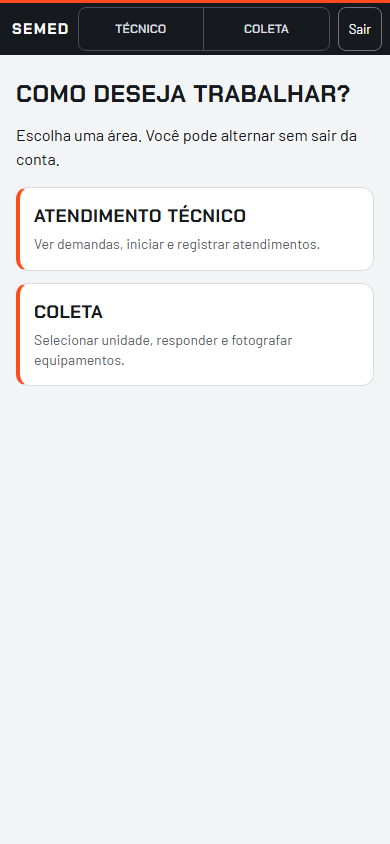 SEMED
TÉCNICO
COLETA
Sair
COMO DESEJA TRABALHAR?
Escolha uma área. Você pode alternar sem sair da
conta.
ATENDIMENTO TÉCNICO
Ver demandas, iniciar e registrar atendimentos.
COLETA
Selecionar unidade, responder e fotografar
equipamentos.